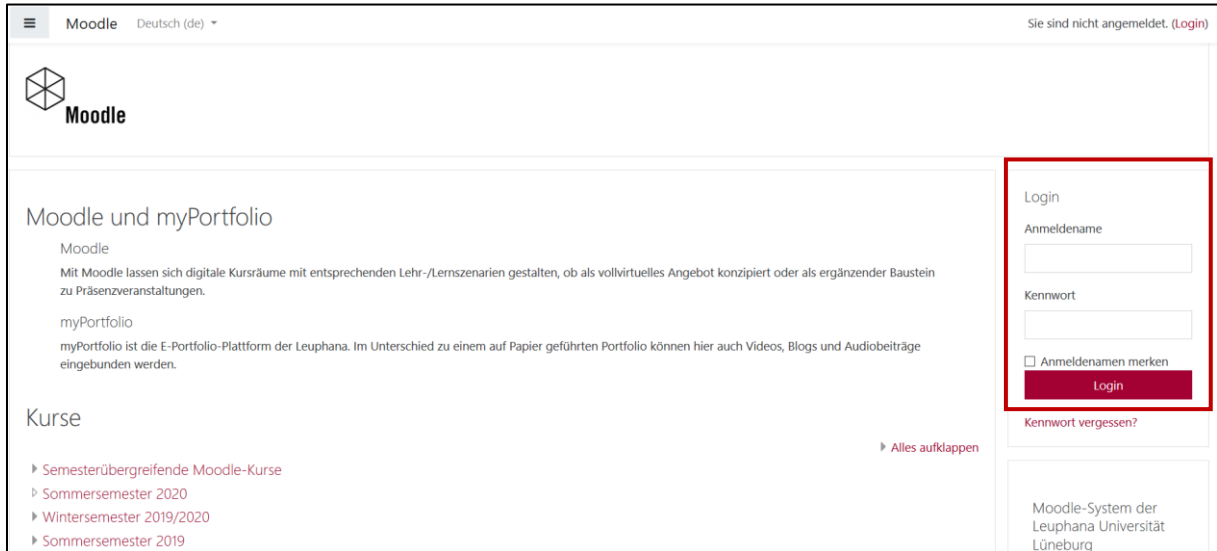 Moodle Deutsch (de) Sie sind nicht angemeldet. (Login)
Moodle
Moodle und myPortfolio
Moodle
Mit Moodle lassen sich digitale Kursräume mit entsprechenden Lehr-/Lernszenarien gestalten, ob als vollvirtuelles Angebot konzipiert oder als ergänzender Baustein
zu Präsenzveranstaltungen.
myPortfolio
myPortfolio ist die E-Portfolio-Plattform der Leuphana. Im Unterschied zu einem auf Papier geführten Portfolio können hier auch Videos, Blogs und Audiobeiträge
eingebunden werden.
Kurse
Alles aufklappen
Semesterübergreifende Moodle-Kurse
Sommersemester 2020
Wintersemester 2019/2020
Sommersemester 2019
Login
Anmeldename
Kennwort
Anmeldenamen merken
Login
Kennwort vergessen?
Moodle-System der
Leuphana Universität
Lüneburg